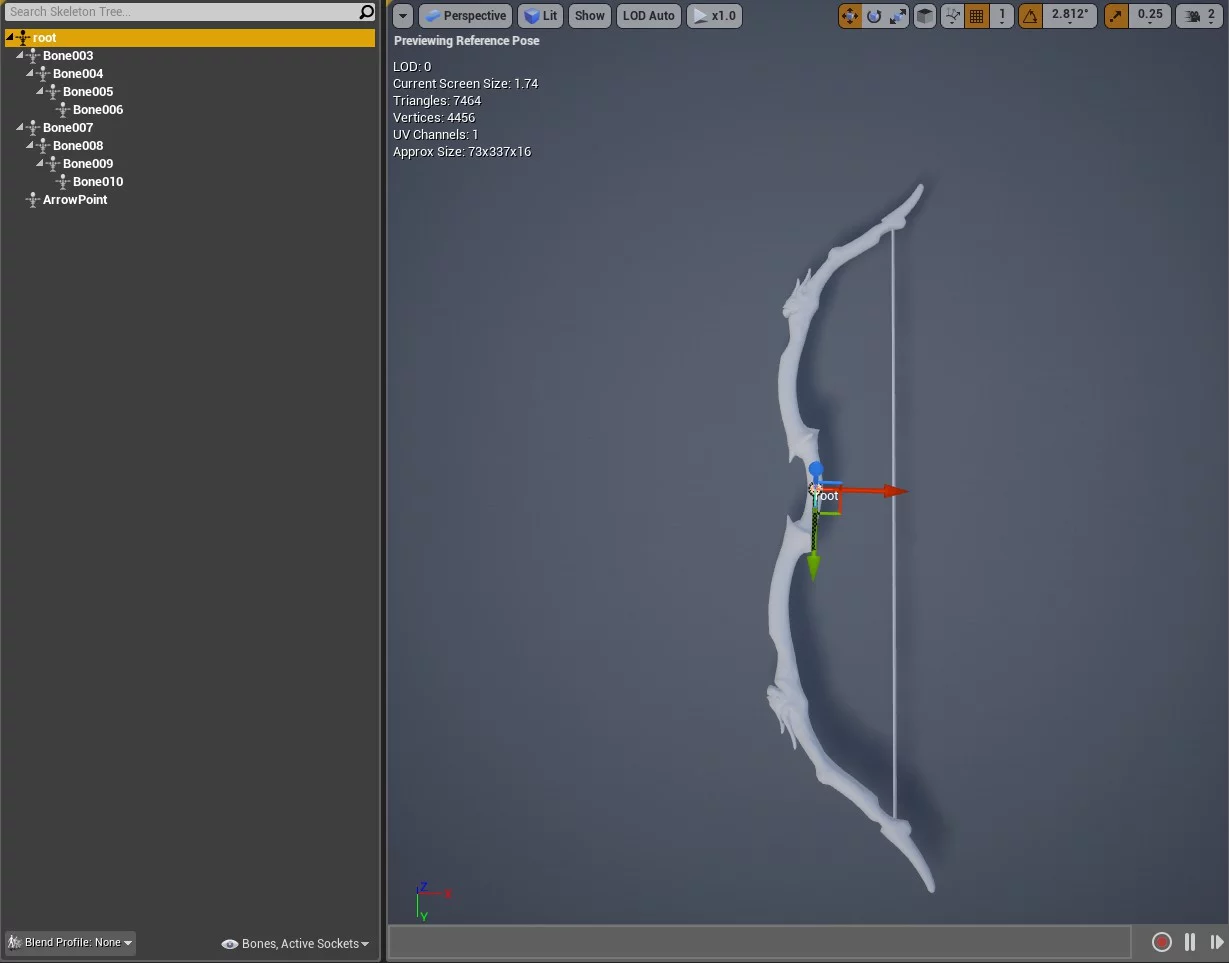 Search Skeleton Tree...
root
Bone003
Bone004
Bone005
Bone006
Bone007
Bone008
Bone009
Bone010
ArrowPoint
Blend Profile: None
Bones, Active Sockets
Perspective
Lit
Show
LOD Auto
x1.0
1
2.812°
0.25
2
Previewing Reference Pose
LOD: 0
Current Screen Size: 1.74
Triangles: 7464
Vertices: 4456
UV Channels: 1
Approx Size: 73x337x16
root
Z
X
Y